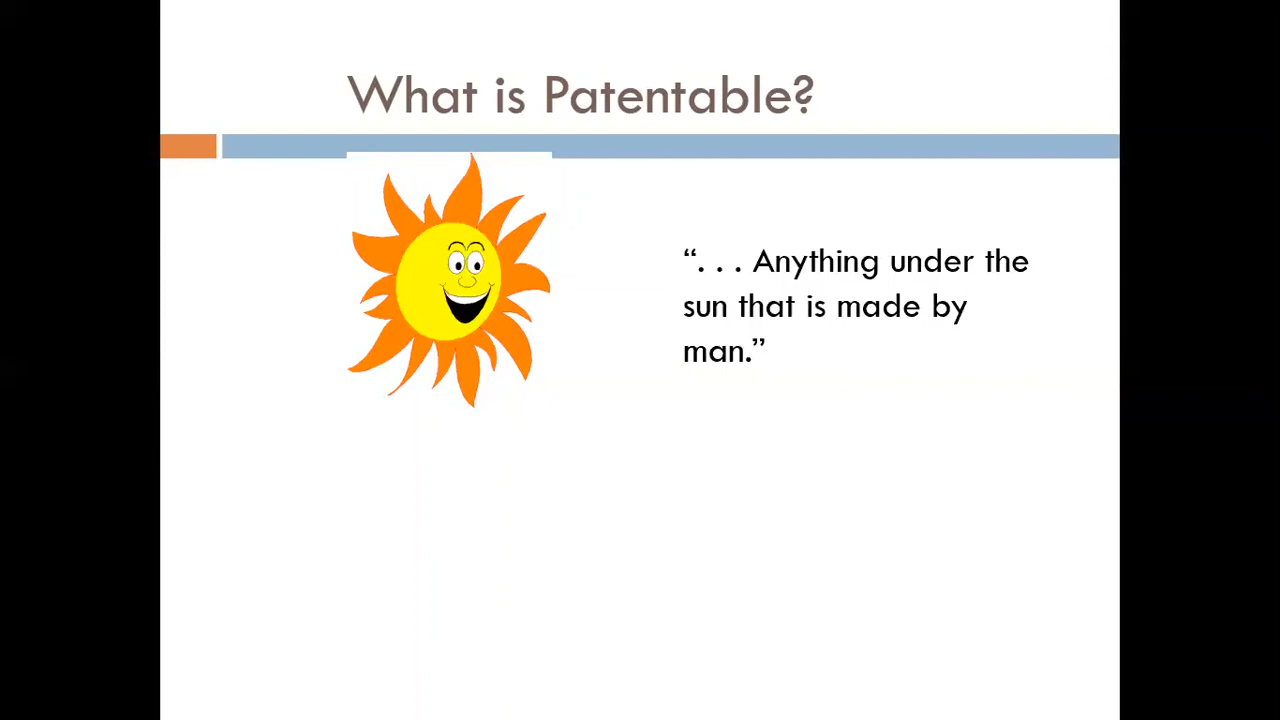 What is Patentable?
“. . . Anything under the
sun that is made by
man.”